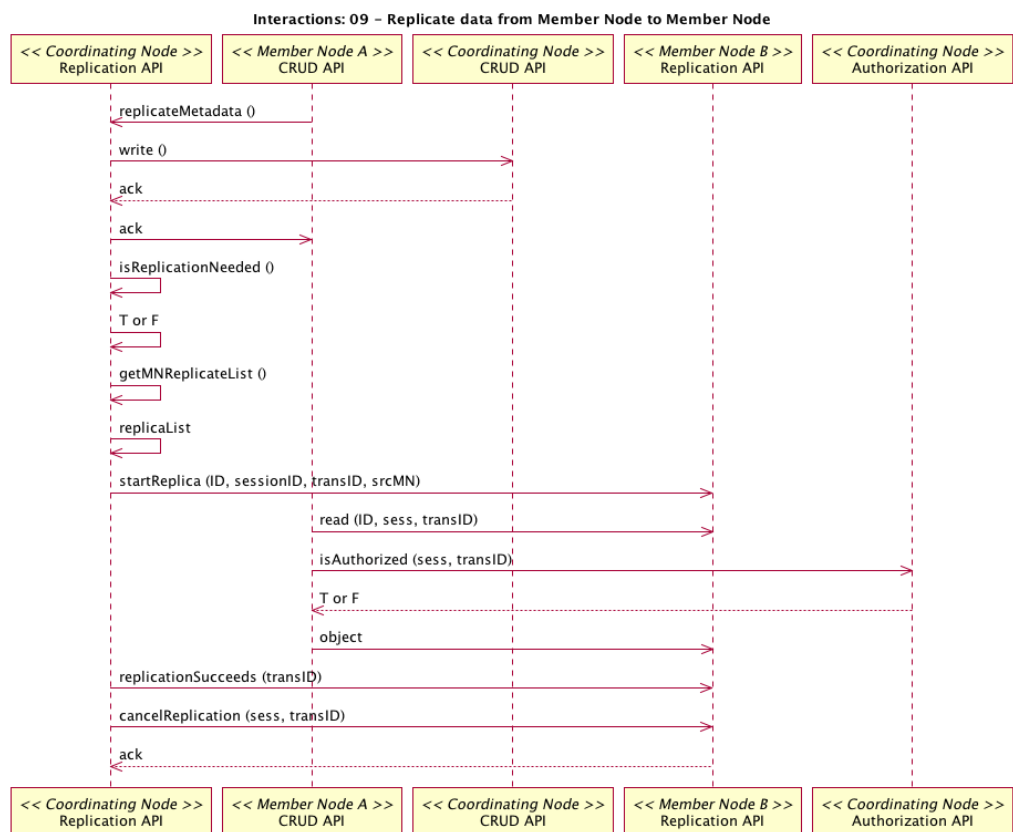 Interactions: 09 – Replicate data from Member Node to Member Node
<< Coordinating Node >>
Replication API
<< Member Node A >>
CRUD API
<< Coordinating Node >>
CRUD API
<< Member Node B >>
Replication API
<< Coordinating Node >>
Authorization API
replicateMetadata ()
write ()
ack
ack
isReplicationNeeded ()
T or F
getMNReplicateList ()
replicaList
startReplica (ID, sessionID, transID, srcMN)
read (ID, sess, transID)
isAuthorized (sess, transID)
T or F
object
replicationSucceeds (transID)
cancelReplication (sess, transID)
ack
<< Coordinating Node >>
Replication API
<< Member Node A >>
CRUD API
<< Coordinating Node >>
CRUD API
<< Member Node B >>
Replication API
<< Coordinating Node >>
Authorization API